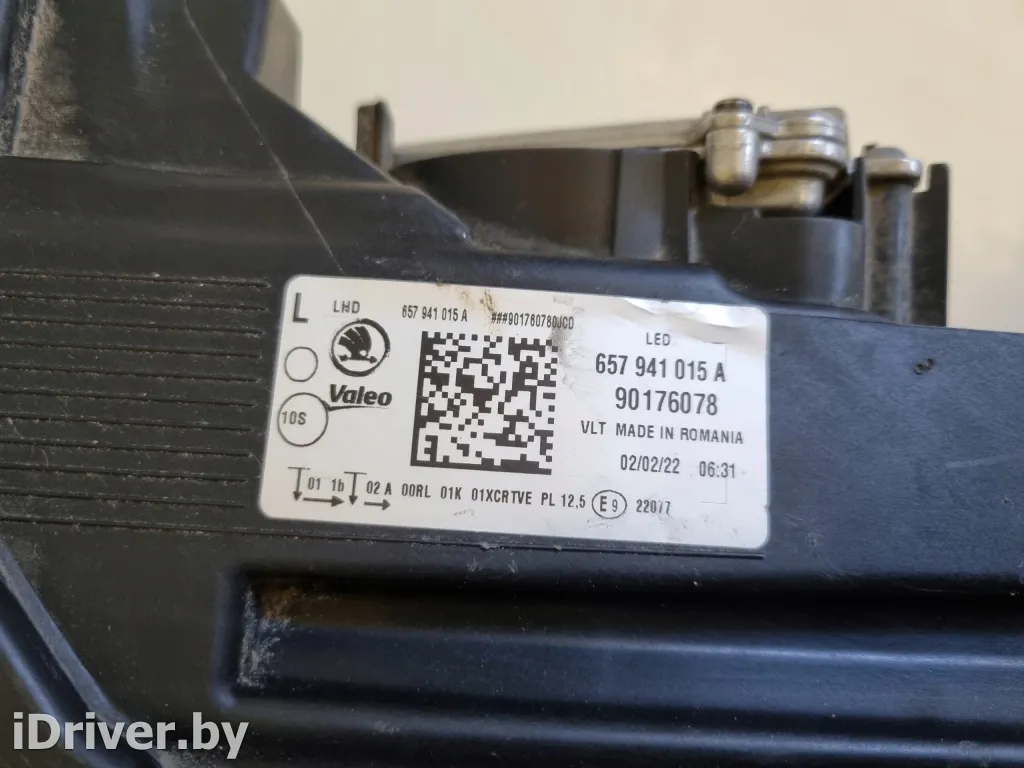 L LHD 657 941 015 A ###901760780JCD
LED
657 941 015 A
Valeo
90176078
10S
VLT MADE IN ROMANIA
02/02/22 06:31
01 1b 02 A 00RL 01K 01XCRTVE PL 12,5 E9 22077
iDriver.by